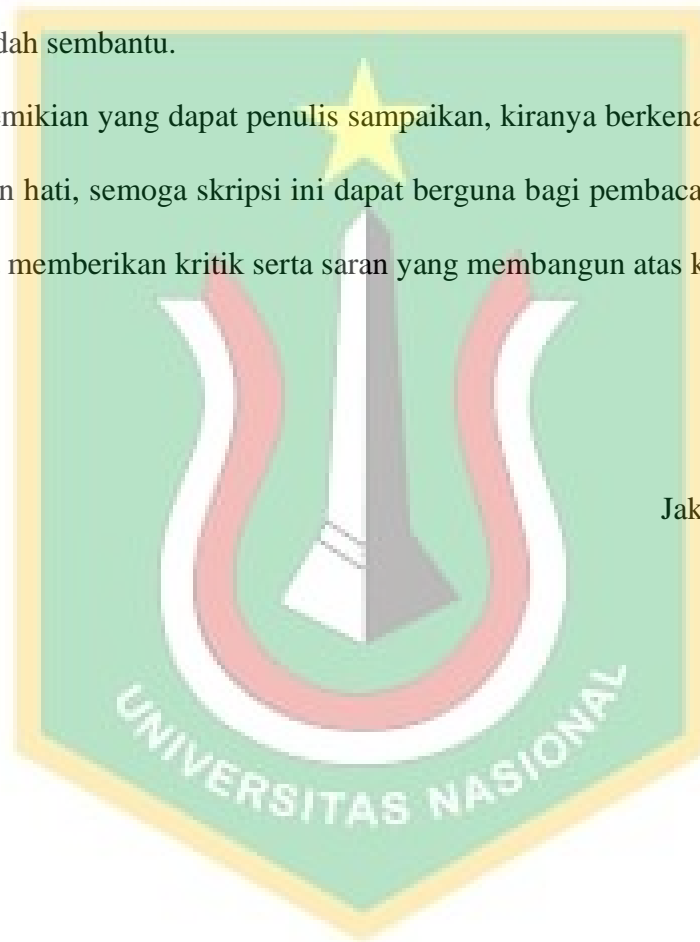 dah sembantu.
emikian yang dapat penulis sampaikan, kiranya berkena
n hati, semoga skripsi ini dapat berguna bagi pembaca
memberikan kritik serta saran yang membangun atas k
Jak
UNIVERSITAS NASIONAL